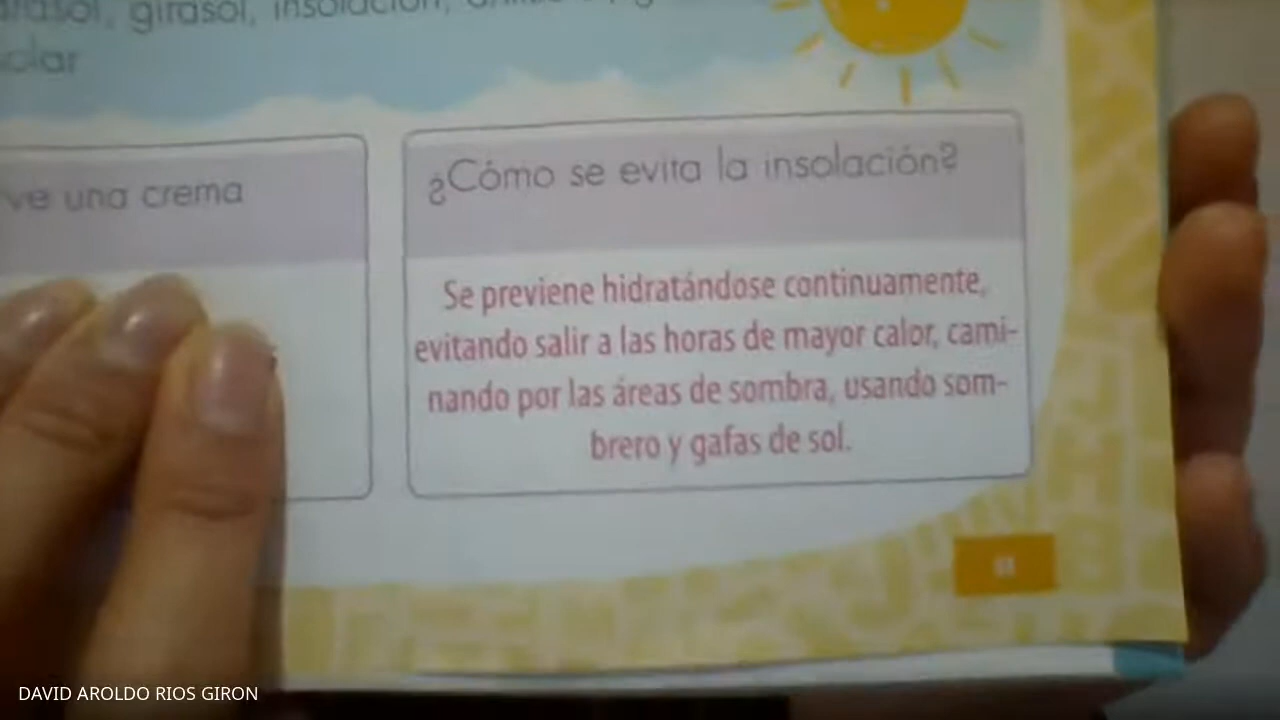 girasol, insolación,
solar
ve una crema
¿Cómo se evita la insolación?
Se previene hidratándose continuamente,
evitando salir a las horas de mayor calor, cami-
nando por las áreas de sombra, usando som-
brero y gafas de sol.
DAVID AROLDO RIOS GIRON